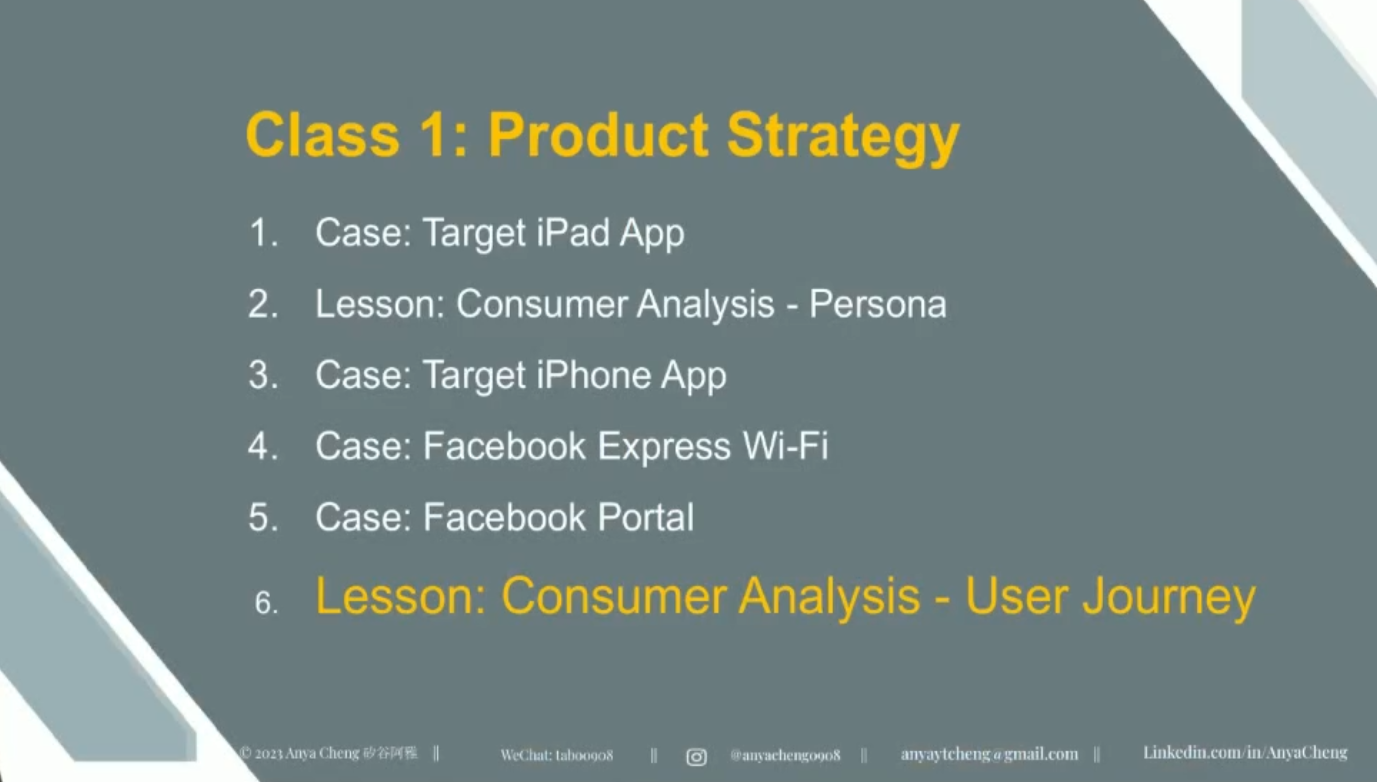 Class 1: Product Strategy
1. Case: Target iPad App
2. Lesson: Consumer Analysis - Persona
3. Case: Target iPhone App
4. Case: Facebook Express Wi-Fi
5. Case: Facebook Portal
6. Lesson: Consumer Analysis - User Journey
© 2023 Anya Cheng 矽谷阿雅 || WeChat: tab00908 || @anyacheng0908 || anyaytcheng@gmail.com || Linkedin.com/in/AnyaCheng